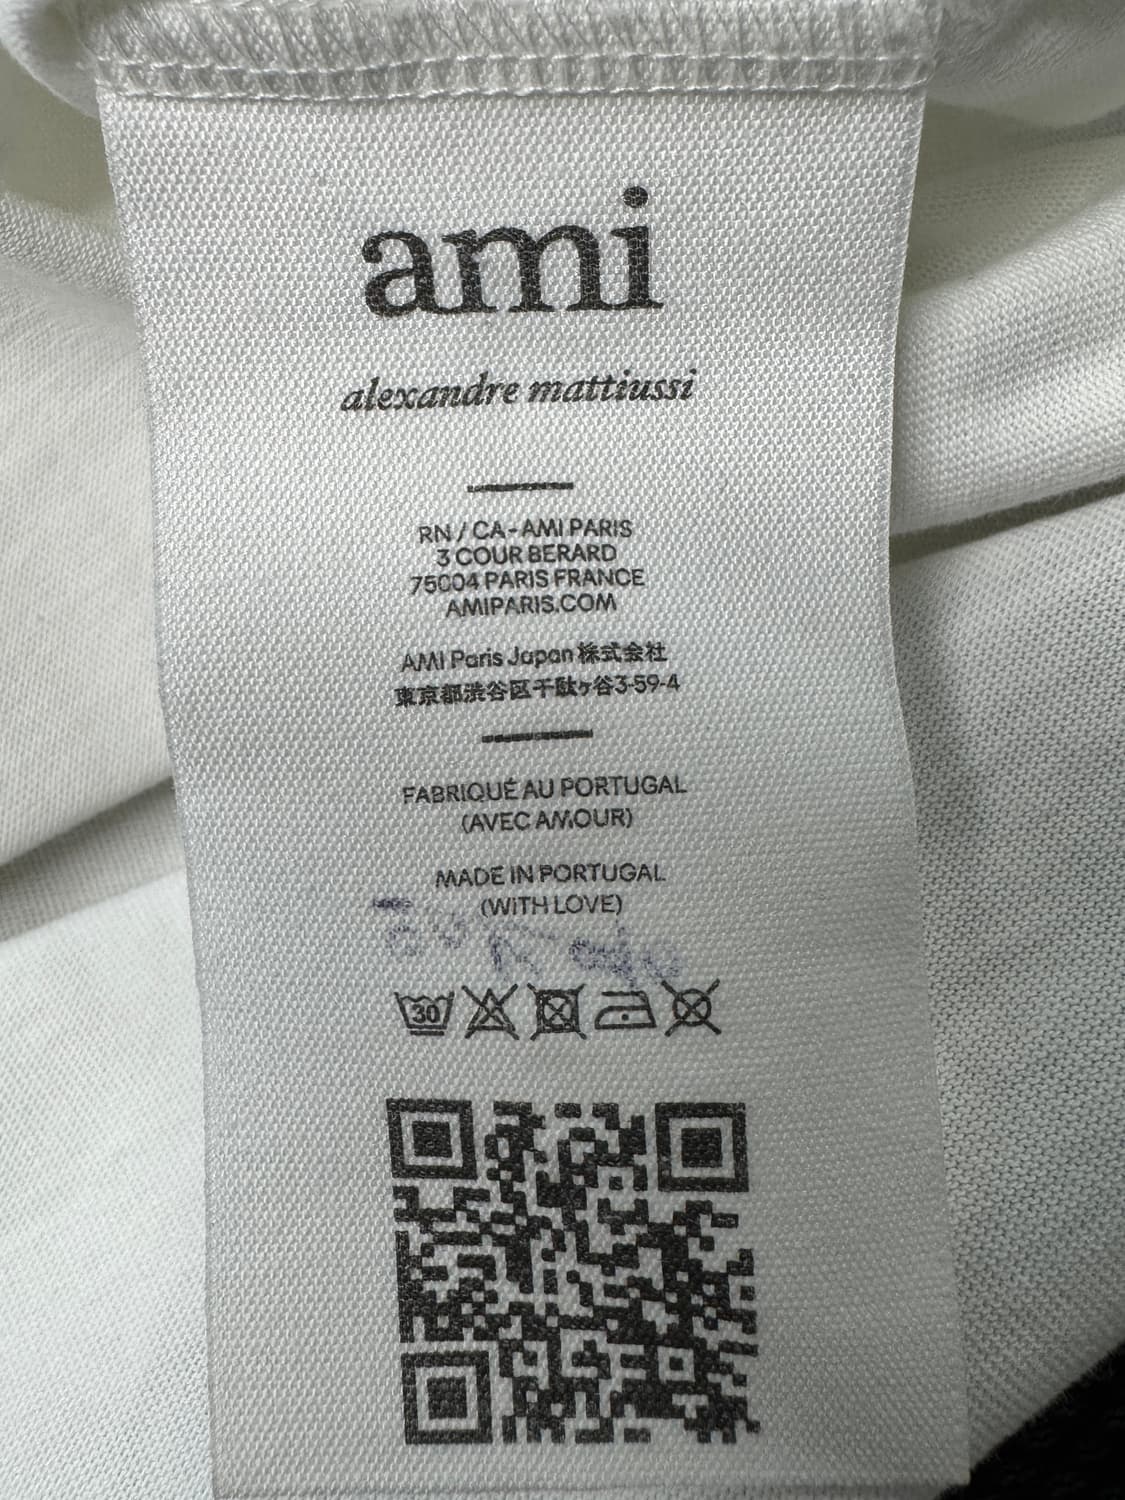 ami
alexandre mattiussi
RN / CA-AMI PARIS
3 COUR BERARD
75004 PARIS FRANCE
AMIPARIS.COM
AMI Paris Japan 株式会社
東京都渋谷区千駄ヶ谷3-59-4
FABRIQUÉ AU PORTUGAL
(AVEC AMOUR)
MADE IN PORTUGAL
(WITH LOVE)
30